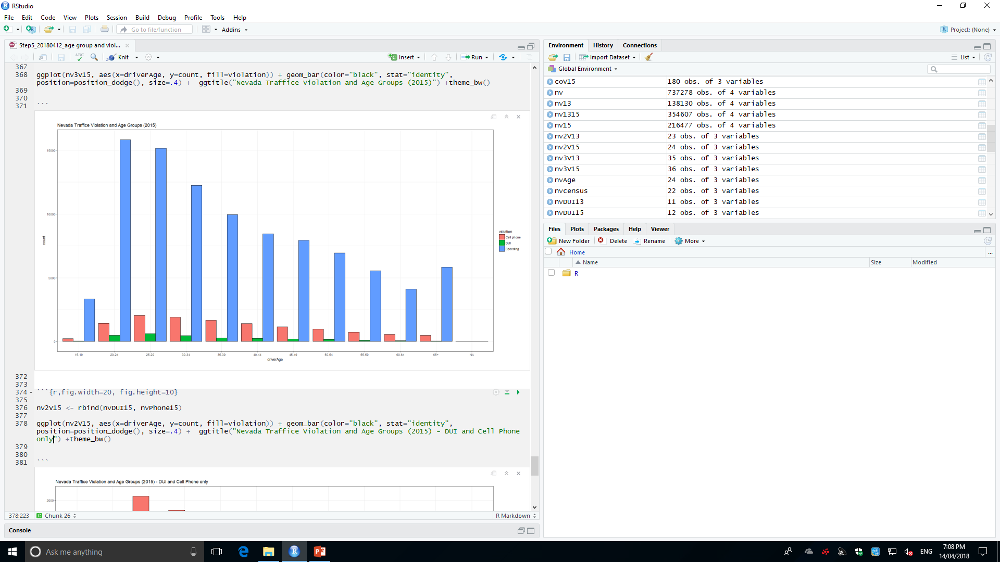 RStudio
File Edit Code View Plots Session Build Debug Profile Tools Help
Go to file/function Addins Project: (None)
Step5_20180412_age group and viol...
ABC Knit Insert Run
367
368 ggplot(nv3V15, aes(x=driverAge, y=count, fill=violation)) + geom_bar(color="black", stat="identity",
position=position_dodge(), size=.4) + ggtitle("Nevada Traffice Violation and Age Groups (2015)") +theme_bw()
369
370
371 ```
Nevada Traffice Violation and Age Groups (2015)
15000
10000
5000
0
count
violation
Cell phone
DUI
Speeding
15-19 20-24 25-29 30-34 35-39 40-44 45-49 50-54 55-59 60-64 65+ NA
driverAge
372
373
374 ```{r,fig.width=20, fig.height=10}
375
376 nv2V15 <- rbind(nvDUI15, nvPhone15)
377
378 ggplot(nv2V15, aes(x=driverAge, y=count, fill=violation)) + geom_bar(color="black", stat="identity",
position=position_dodge(), size=.4) + ggtitle("Nevada Traffice Violation and Age Groups (2015) - DUI and Cell Phone
only") +theme_bw()
379
380
381 ```
Nevada Traffice Violation and Age Groups (2015) - DUI and Cell Phone only
2000
378:223 C Chunk 26 R Markdown
Console
Environment History Connections
Import Dataset List
Global Environment
coV15 180 obs. of 3 variables
nv 737278 obs. of 4 variables
nv13 138130 obs. of 4 variables
nv1315 354607 obs. of 4 variables
nv15 216477 obs. of 4 variables
nv2V13 23 obs. of 3 variables
nv2V15 24 obs. of 3 variables
nv3V13 35 obs. of 3 variables
nv3V15 36 obs. of 3 variables
nvAge 24 obs. of 3 variables
nvcensus 22 obs. of 3 variables
nvDUI13 11 obs. of 3 variables
nvDUI15 12 obs. of 3 variables
Files Plots Packages Help Viewer
New Folder Delete Rename More
Home ...
Name Size Modified
R
Ask me anything
ENG
7:08 PM
14/04/2018